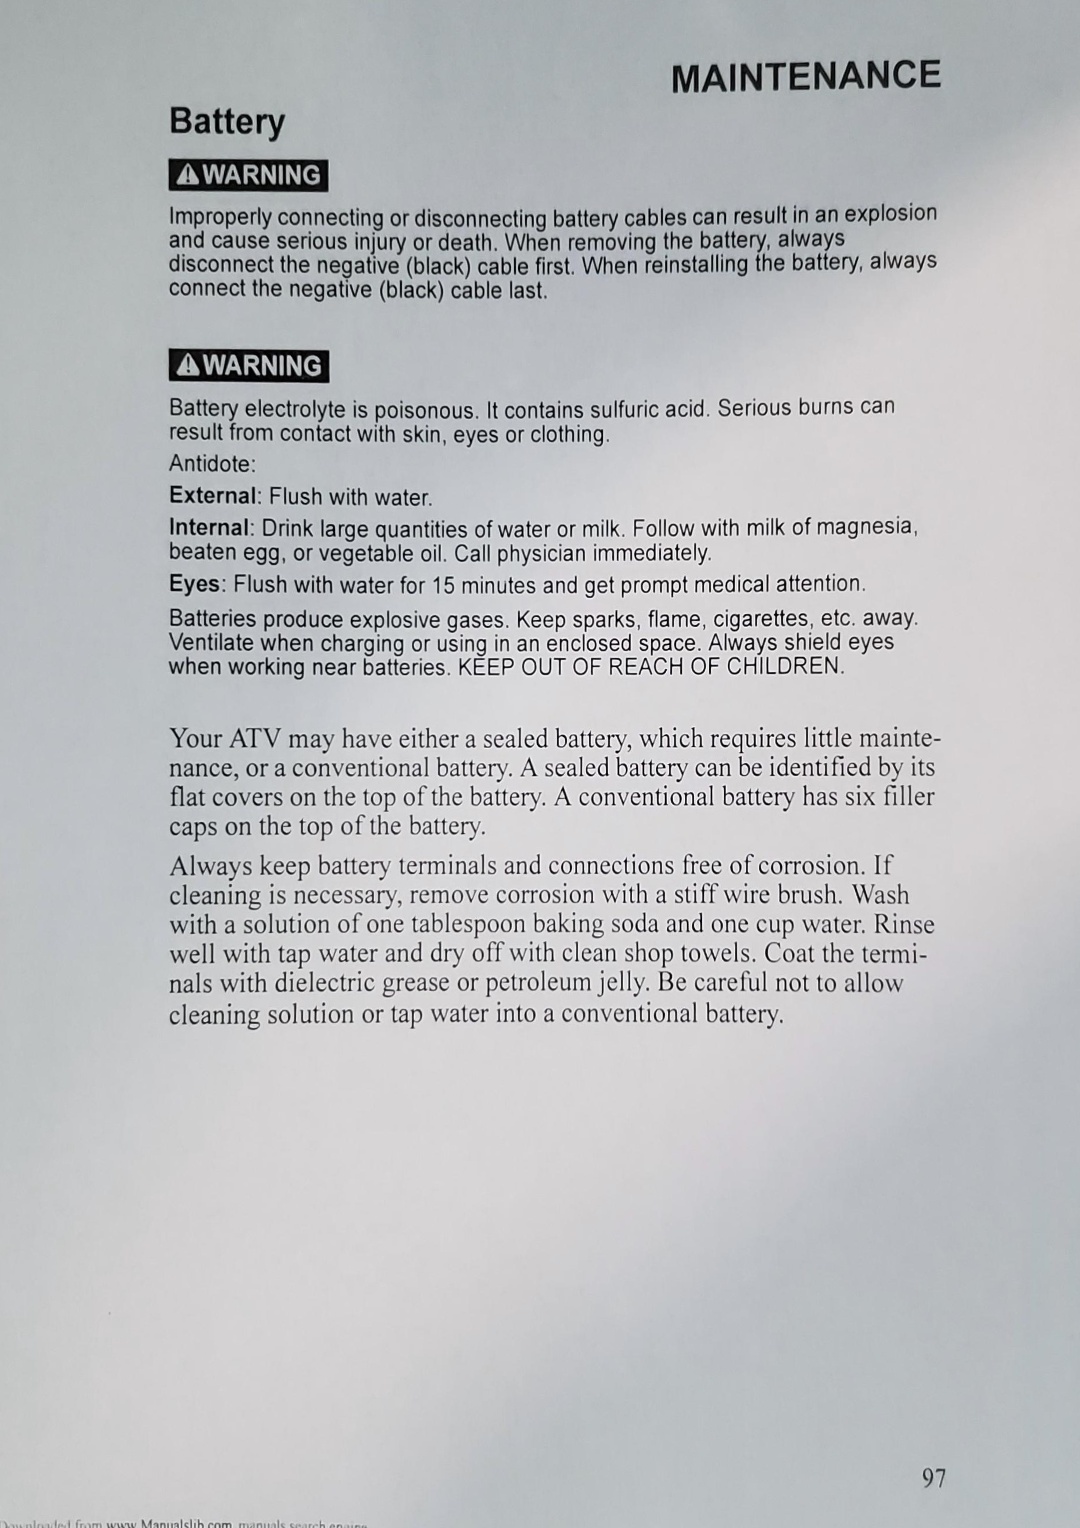 MAINTENANCE
Battery
WARNING
Improperly connecting or disconnecting battery cables can result in an explosion
and cause serious injury or death. When removing the battery, always
disconnect the negative (black) cable first. When reinstalling the battery, always
connect the negative (black) cable last.
WARNING
Battery electrolyte is poisonous. It contains sulfuric acid. Serious burns can
result from contact with skin, eyes or clothing.
Antidote:
External: Flush with water.
Internal: Drink large quantities of water or milk. Follow with milk of magnesia,
beaten egg, or vegetable oil. Call physician immediately.
Eyes: Flush with water for 15 minutes and get prompt medical attention.
Batteries produce explosive gases. Keep sparks, flame, cigarettes, etc. away.
Ventilate when charging or using in an enclosed space. Always shield eyes
when working near batteries. KEEP OUT OF REACH OF CHILDREN.
Your ATV may have either a sealed battery, which requires little mainte-
nance, or a conventional battery. A sealed battery can be identified by its
flat covers on the top of the battery. A conventional battery has six filler
caps on the top of the battery.
Always keep battery terminals and connections free of corrosion. If
cleaning is necessary, remove corrosion with a stiff wire brush. Wash
with a solution of one tablespoon baking soda and one cup water. Rinse
well with tap water and dry off with clean shop towels. Coat the termi-
nals with dielectric grease or petroleum jelly. Be careful not to allow
cleaning solution or tap water into a conventional battery.
97
Downloaded from www.Manualslib.com manuals search engine